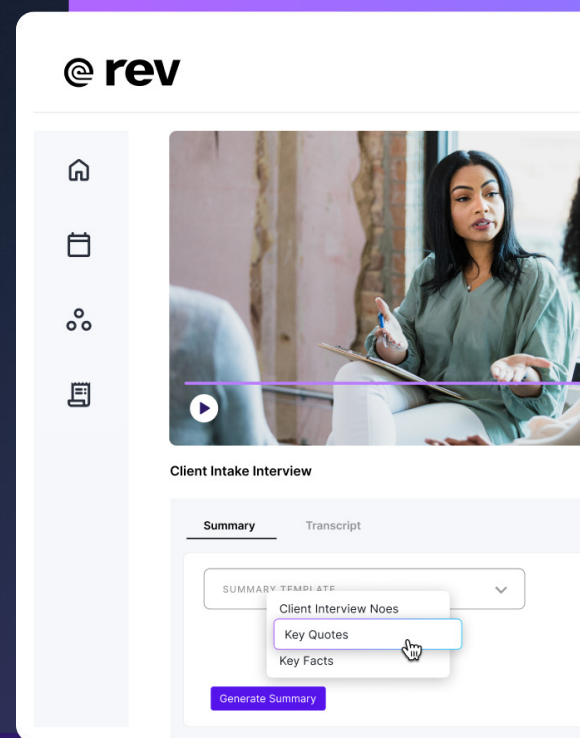 rev
Client Intake Interview
Summary Transcript
SUMMARY TEMPLATE
Client Interview Noes
Key Quotes
Key Facts
Generate Summary